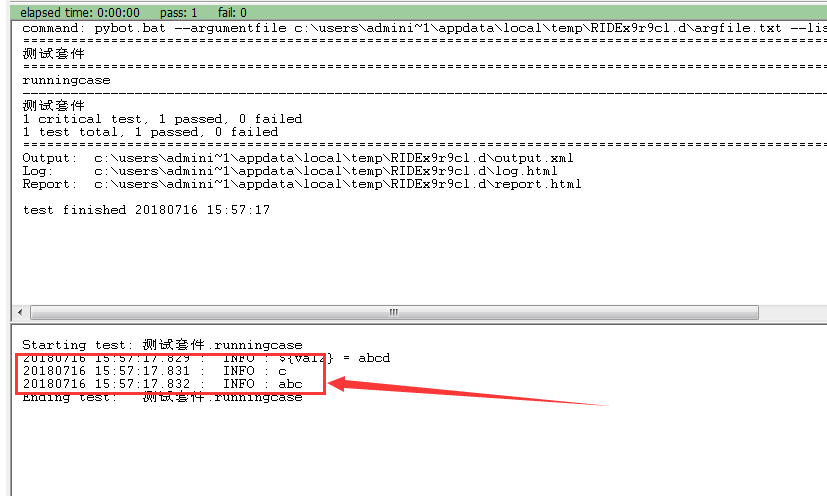 elapsed time: 0:00:00 pass: 1 fail: 0
command: pybot.bat --argumentfile c:\users\admini~1\appdata\local\temp\RIDEx9r9cl.d\argfile.txt --lis
==============================================================================
测试套件
==============================================================================
runningcase
------------------------------------------------------------------------------
测试套件
1 critical test, 1 passed, 0 failed
1 test total, 1 passed, 0 failed
==============================================================================
Output: c:\users\admini~1\appdata\local\temp\RIDEx9r9cl.d\output.xml
Log: c:\users\admini~1\appdata\local\temp\RIDEx9r9cl.d\log.html
Report: c:\users\admini~1\appdata\local\temp\RIDEx9r9cl.d\report.html
test finished 20180716 15:57:17
Starting test: 测试套件.runningcase
20180716 15:57:17.829 : INFO : ${val2} = abcd
20180716 15:57:17.831 : INFO : c
20180716 15:57:17.832 : INFO : abc
Ending test: 测试套件.runningcase